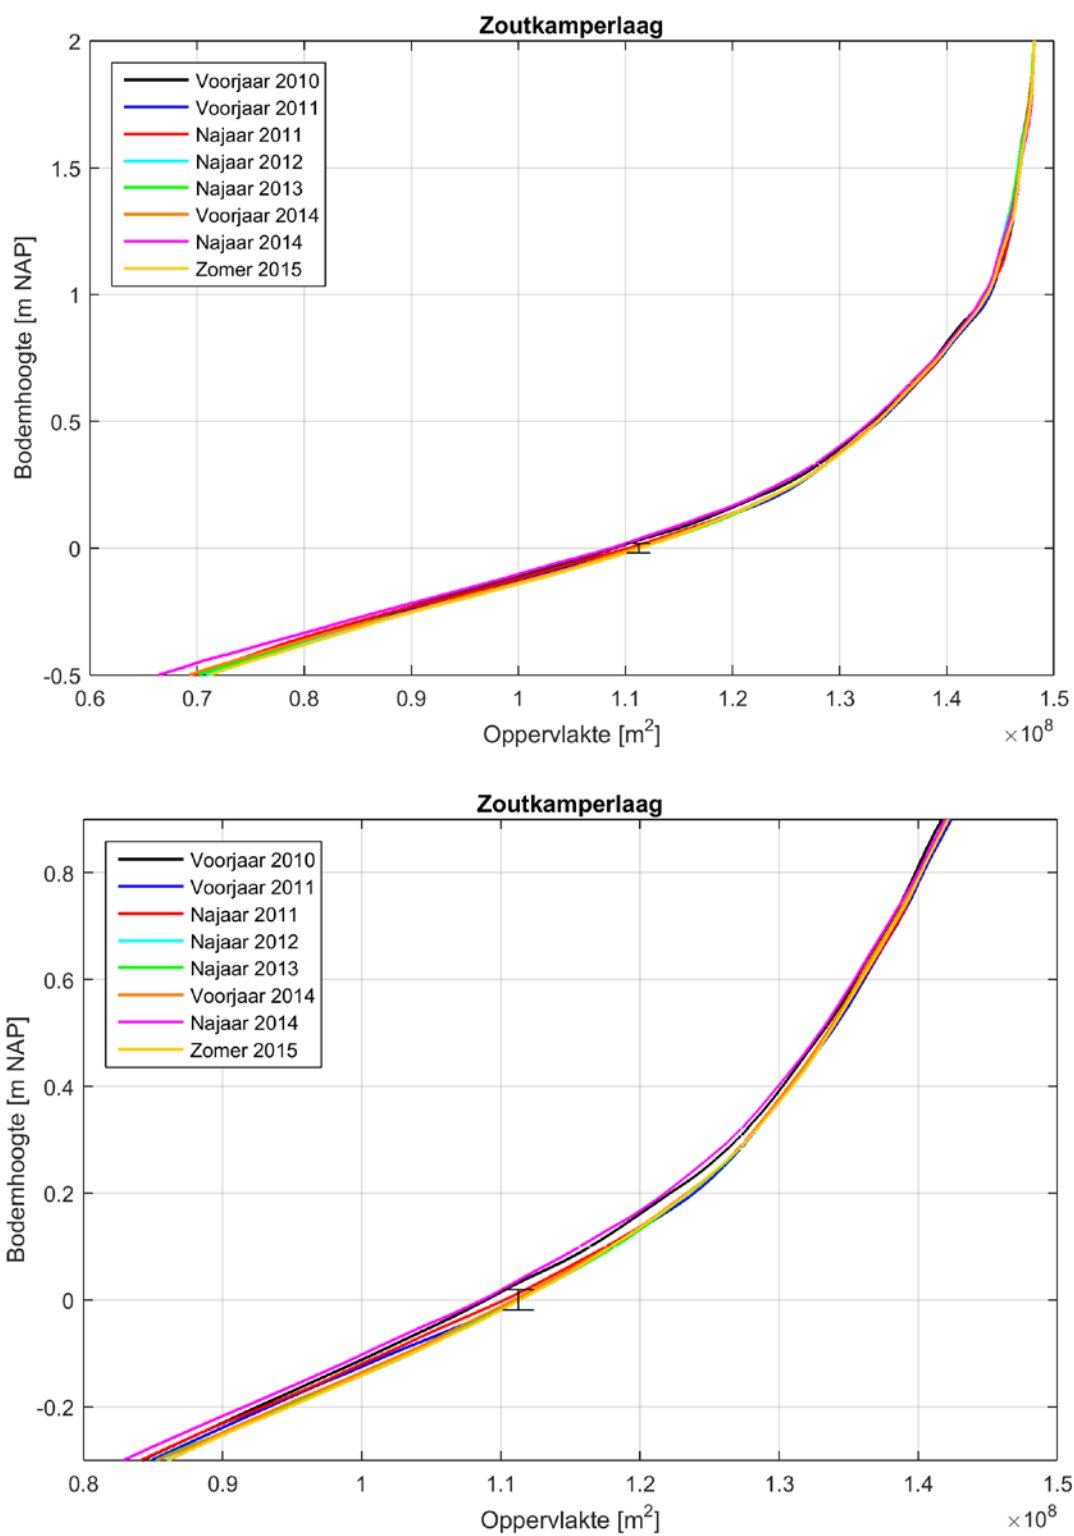 Zoutkamperlaag
2
1.5
1
0.5
0
-0.5
Bodemhoogte [m NAP]
Voorjaar 2010
Voorjaar 2011
Najaar 2011
Najaar 2012
Najaar 2013
Voorjaar 2014
Najaar 2014
Zomer 2015
0.6 0.7 0.8 0.9 1 1.1 1.2 1.3 1.4 1.5
Oppervlakte [m²]
×10⁸
Zoutkamperlaag
0.8
0.6
0.4
0.2
0
-0.2
Bodemhoogte [m NAP]
Voorjaar 2010
Voorjaar 2011
Najaar 2011
Najaar 2012
Najaar 2013
Voorjaar 2014
Najaar 2014
Zomer 2015
0.8 0.9 1 1.1 1.2 1.3 1.4 1.5
Oppervlakte [m²]
×10⁸